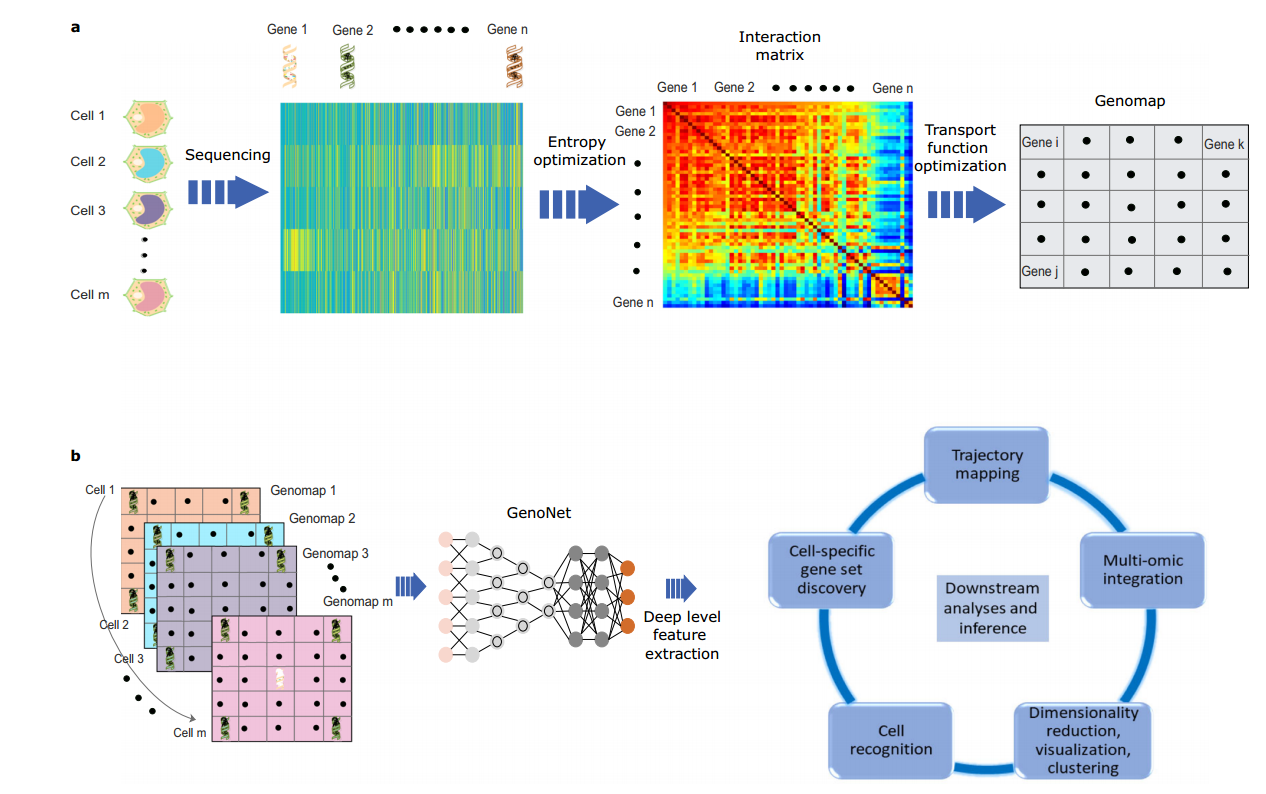 a
Gene 1
Gene 2
Gene n
Cell 1
Cell 2
Cell 3
Cell m
Sequencing
Entropy
optimization
Interaction
matrix
Gene 1
Gene 2
Gene n
Gene 1
Gene 2
Gene n
Transport
function
optimization
Genomap
Gene i
Gene k
Gene j
b
Cell 1
Cell 2
Cell 3
Cell m
Genomap 1
Genomap 2
Genomap 3
Genomap m
GenoNet
Deep level
feature
extraction
Trajectory
mapping
Multi-omic
integration
Dimensionality
reduction,
visualization,
clustering
Cell
recognition
Cell-specific
gene set
discovery
Downstream
analyses and
inference